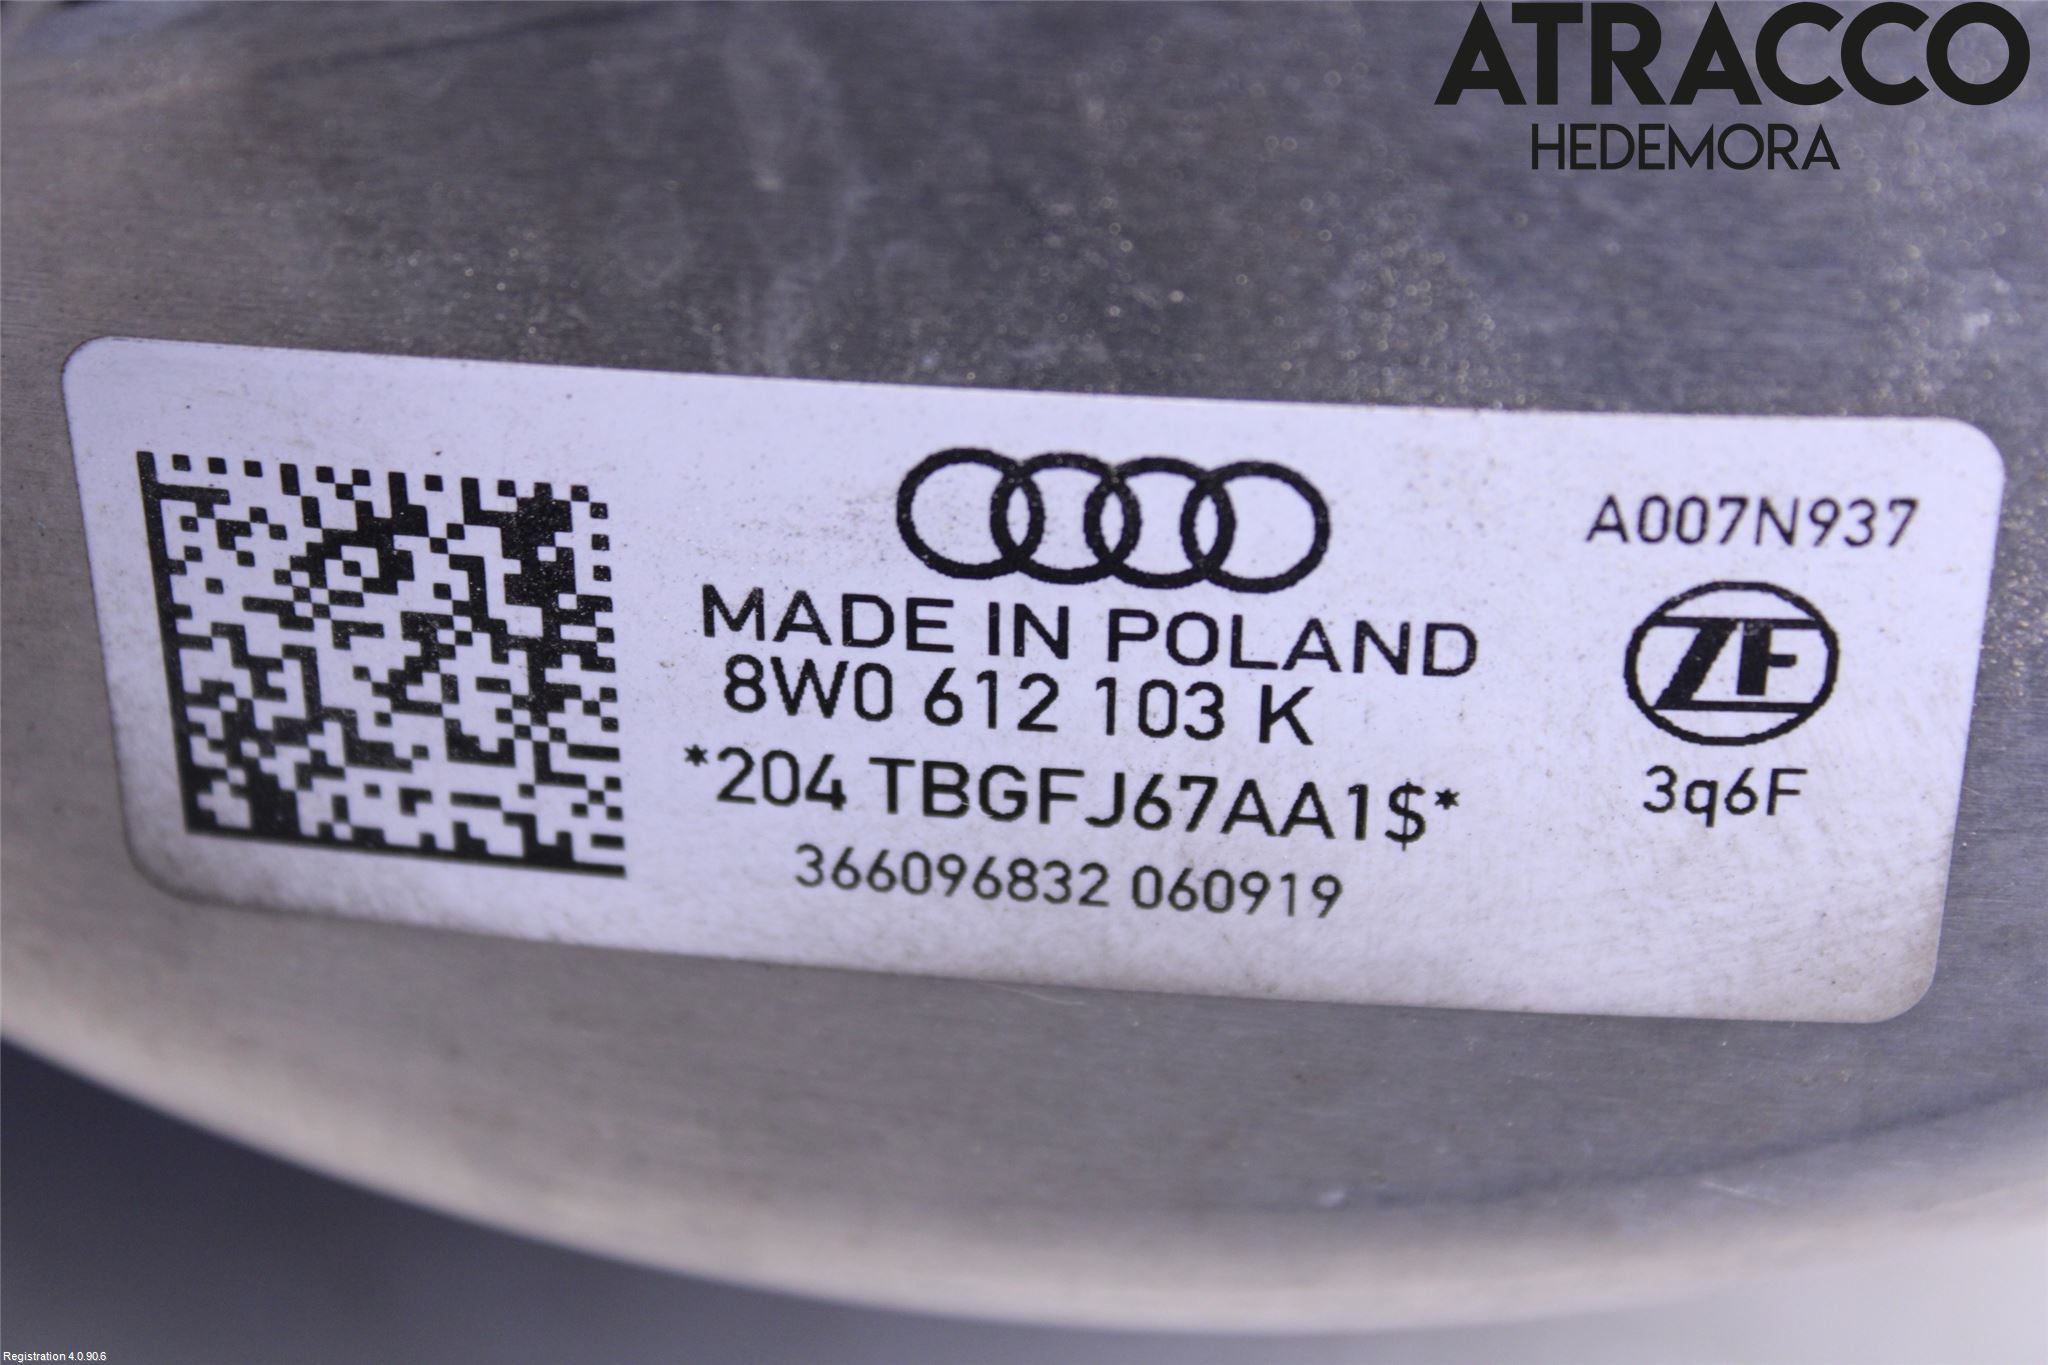 ATRACCO
HEDEMORA
A007N937
MADE IN POLAND
8W0 612 103 K
*204 TBGFJ67AA1$*
366096832 060919
ZF
3q6F
Registration 4.0.90.6